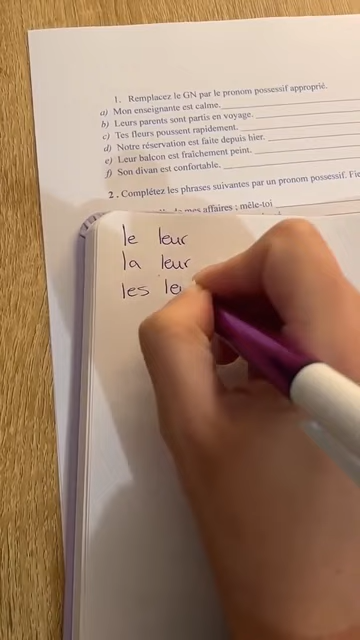 1. Remplacez le GN par le pronom possessif approprié.
a) Mon enseignante est calme.
b) Leurs parents sont partis en voyage.
c) Tes fleurs poussent rapidement.
d) Notre réservation est faite depuis hier.
e) Leur balcon est fraîchement peint.
f) Son divan est confortable.
2. Complétez les phrases suivantes par un pronom possessif.
mes affaires ; mêle-toi
le leur
la leur
les le